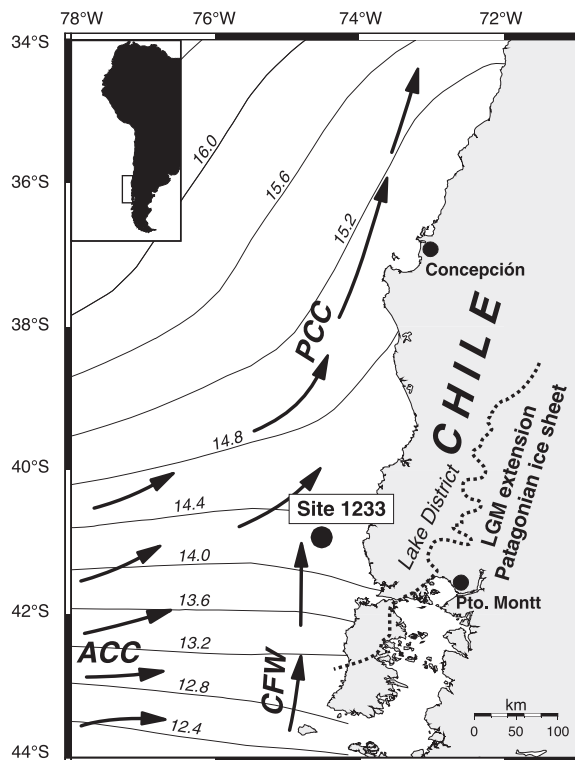 78°W
76°W
74°W
72°W
34°S
36°S
38°S
40°S
42°S
44°S
16.0
15.6
15.2
Concepción
PCC
CHILE
14.8
14.4
Site 1233
Lake District
LGM extension
Patagonian ice sheet
14.0
Pto. Montt
13.6
13.2
ACC
CFW
12.8
12.4
km
0 50 100